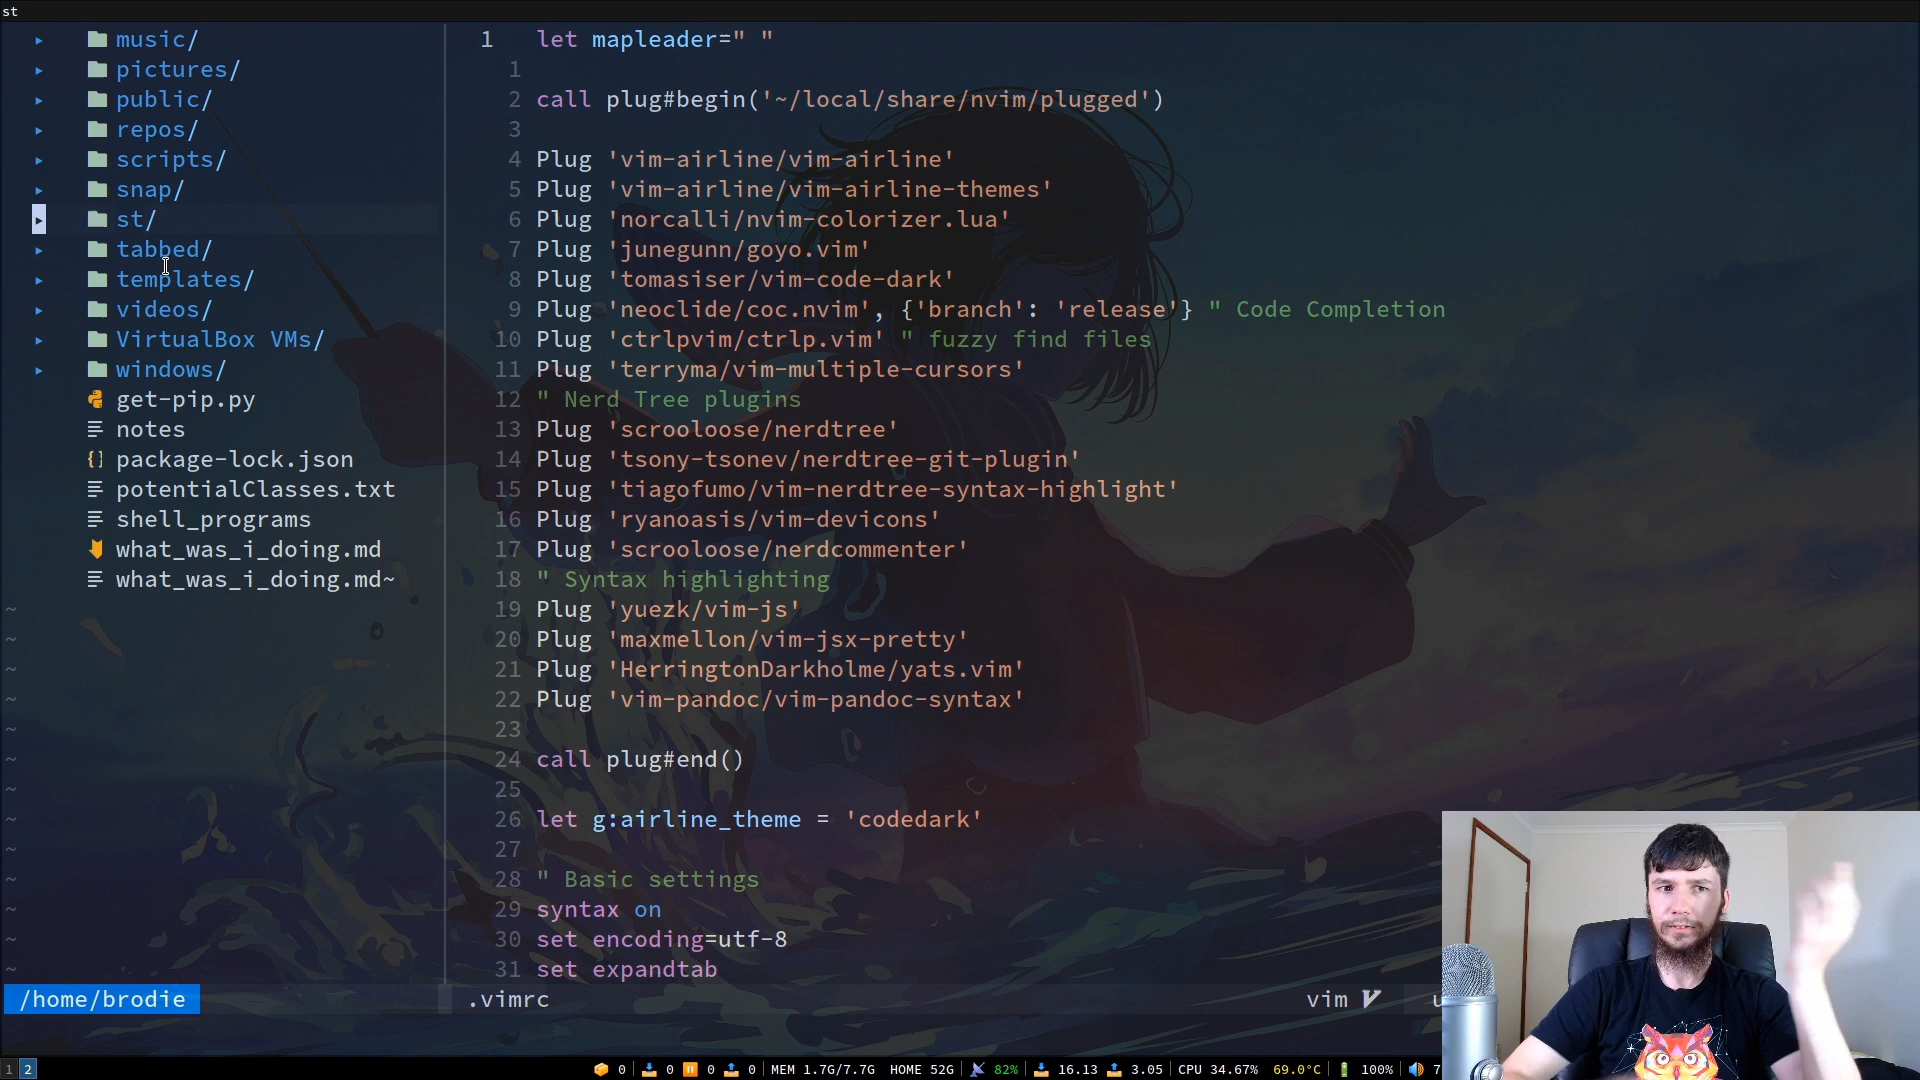 st
music/
pictures/
public/
repos/
scripts/
snap/
st/
tabbed/
templates/
videos/
VirtualBox VMs/
windows/
get-pip.py
notes
{} package-lock.json
potentialClasses.txt
shell_programs
what_was_i_doing.md
what_was_i_doing.md~
~
~
~
~
~
~
~
~
~
~
~
~
~
/home/brodie
1 let mapleader=" "
1
2 call plug#begin('~/local/share/nvim/plugged')
3
4 Plug 'vim-airline/vim-airline'
5 Plug 'vim-airline/vim-airline-themes'
6 Plug 'norcalli/nvim-colorizer.lua'
7 Plug 'junegunn/goyo.vim'
8 Plug 'tomasiser/vim-code-dark'
9 Plug 'neoclide/coc.nvim', {'branch': 'release'} " Code Completion
10 Plug 'ctrlpvim/ctrlp.vim' " fuzzy find files
11 Plug 'terryma/vim-multiple-cursors'
12 " Nerd Tree plugins
13 Plug 'scrooloose/nerdtree'
14 Plug 'tsony-tsonev/nerdtree-git-plugin'
15 Plug 'tiagofumo/vim-nerdtree-syntax-highlight'
16 Plug 'ryanoasis/vim-devicons'
17 Plug 'scrooloose/nerdcommenter'
18 " Syntax highlighting
19 Plug 'yuezk/vim-js'
20 Plug 'maxmellon/vim-jsx-pretty'
21 Plug 'HerringtonDarkholme/yats.vim'
22 Plug 'vim-pandoc/vim-pandoc-syntax'
23
24 call plug#end()
25
26 let g:airline_theme = 'codedark'
27
28 " Basic settings
29 syntax on
30 set encoding=utf-8
31 set expandtab
.vimrc vim
1 2 0 0 0 0 | MEM 1.7G/7.7G HOME 52G | 82% | 16.13 3.05 | CPU 34.67% 69.0°C | 100% | 7